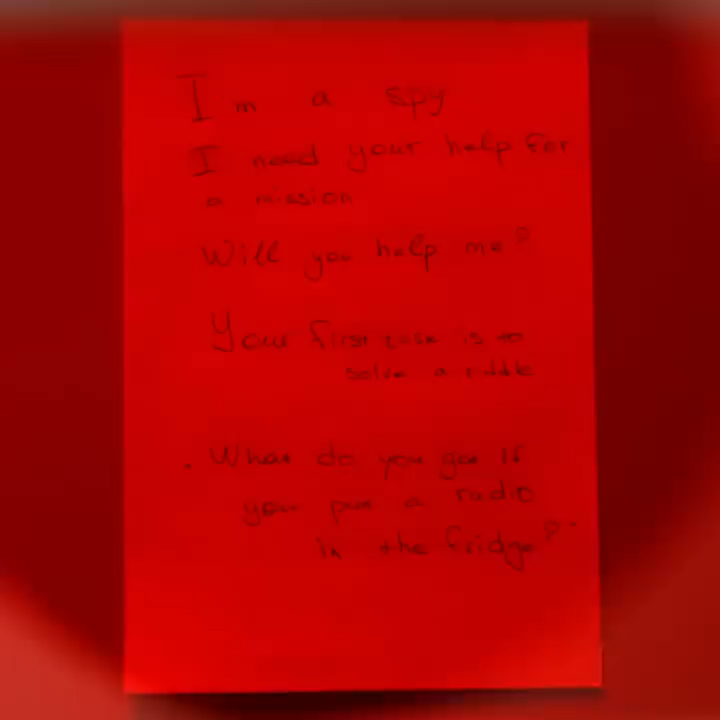 I m a spy
I need your help for
a mission
Will you help me?
Your first task is to
solve a riddle
. What do you get if
you put a radio
in the fridge?